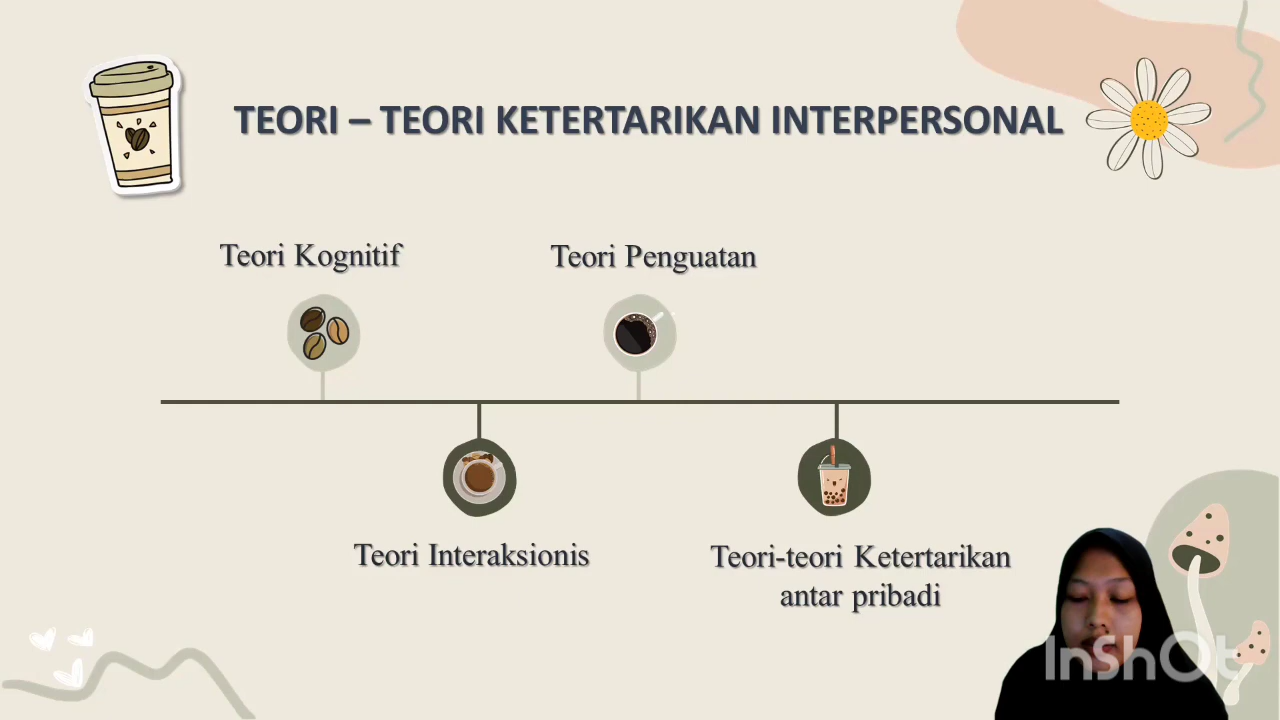 TEORI – TEORI KETERTARIKAN INTERPERSONAL
Teori Kognitif
Teori Penguatan
Teori Interaksionis
Teori-teori Ketertarikan
antar pribadi
InShOt